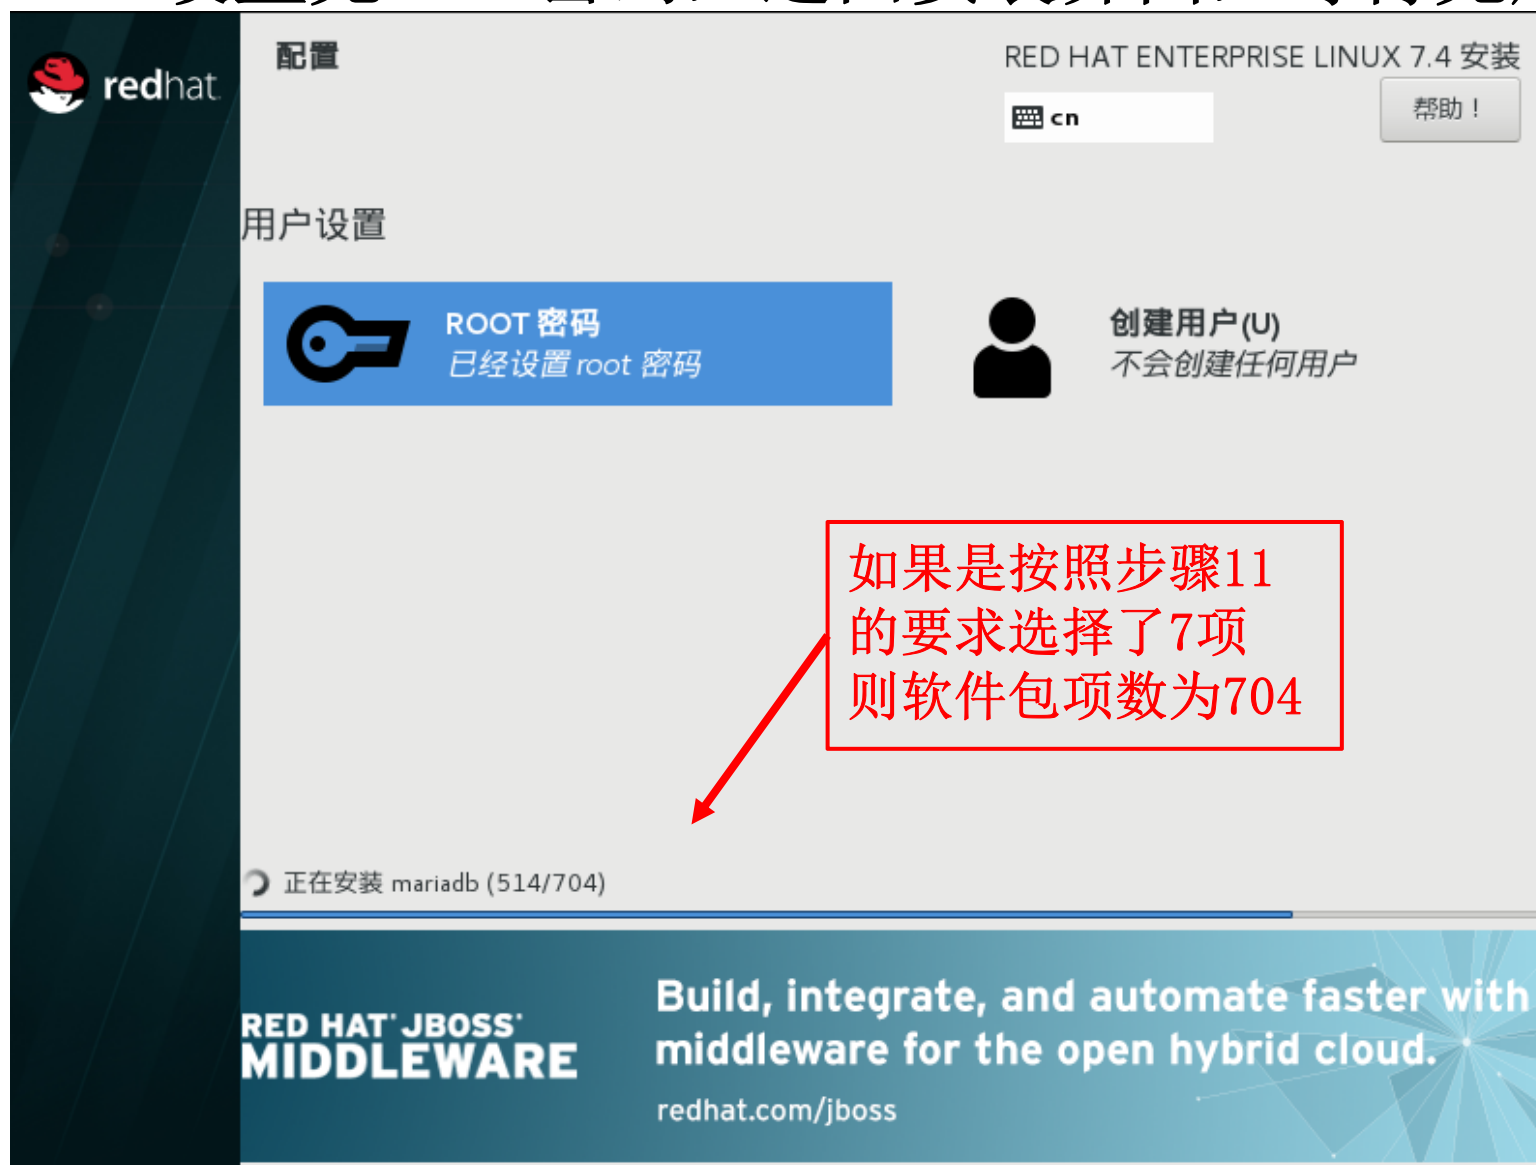 配置
RED HAT ENTERPRISE LINUX 7.4 安装
redhat.
cn
帮助！
用户设置
ROOT 密码
已经设置 root 密码
创建用户(U)
不会创建任何用户
如果是按照步骤11
的要求选择了7项
则软件包项数为704
正在安装 mariadb (514/704)
RED HAT JBOSS
MIDDLEWARE
Build, integrate, and automate faster with
middleware for the open hybrid cloud.
redhat.com/jboss